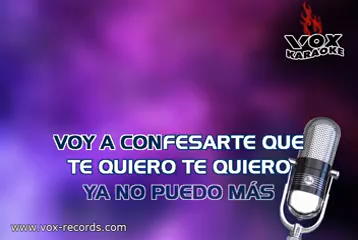 VOX
KARAOKE
VOY A CONFESARTE QUE
TE QUIERO TE QUIERO
YA NO PUEDO MÁS
www.vox-records.com